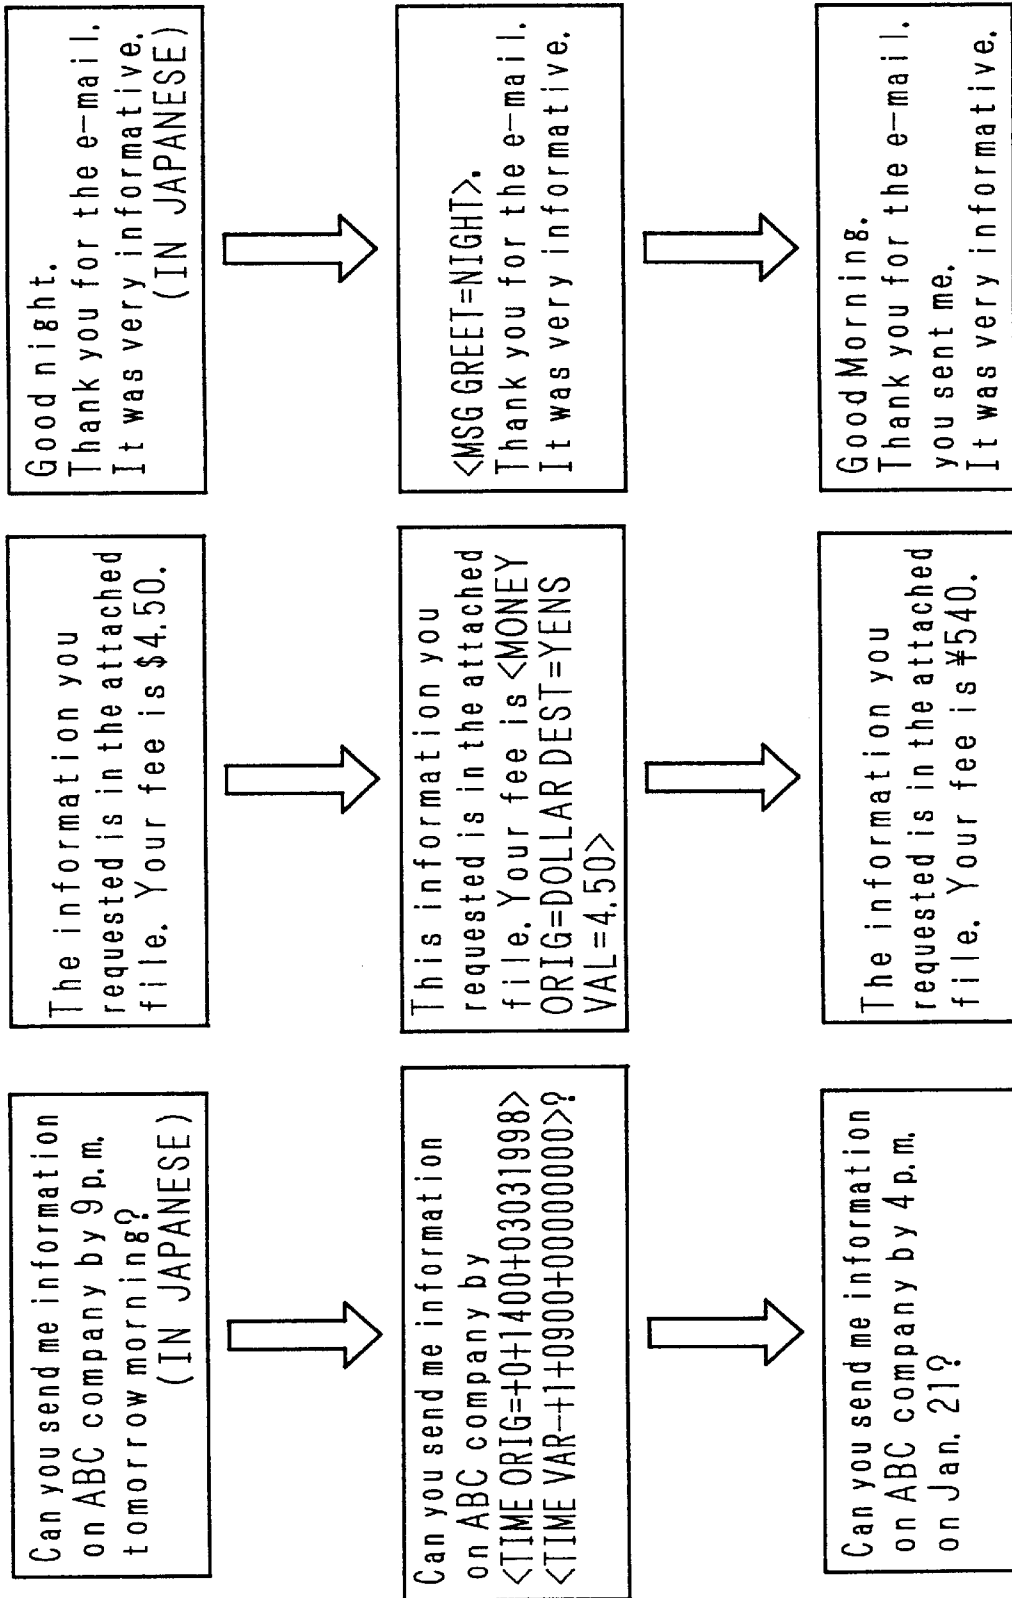 Can you send me information
on ABC company by 9 p.m.
tomorrow morning?
(IN JAPANESE)
Can you send me information
on ABC company by
<TIME ORIG=+0+1400+03031998>
<TIME VAR-+1+0900+00000000>?
Can you send me information
on ABC company by 4 p.m.
on Jan. 21?
The information you
requested is in the attached
file. Your fee is $4.50.
This information you
requested is in the attached
file. Your fee is <MONEY
ORIG=DOLLAR DEST=YENS
VAL=4.50>
The information you
requested is in the attached
file. Your fee is ¥540.
Good night.
Thank you for the e-mail.
It was very informative.
(IN JAPANESE)
<MSG GREET=NIGHT>.
Thank you for the e-mail.
It was very informative.
Good Morning.
Thank you for the e-mail.
you sent me.
It was very informative.